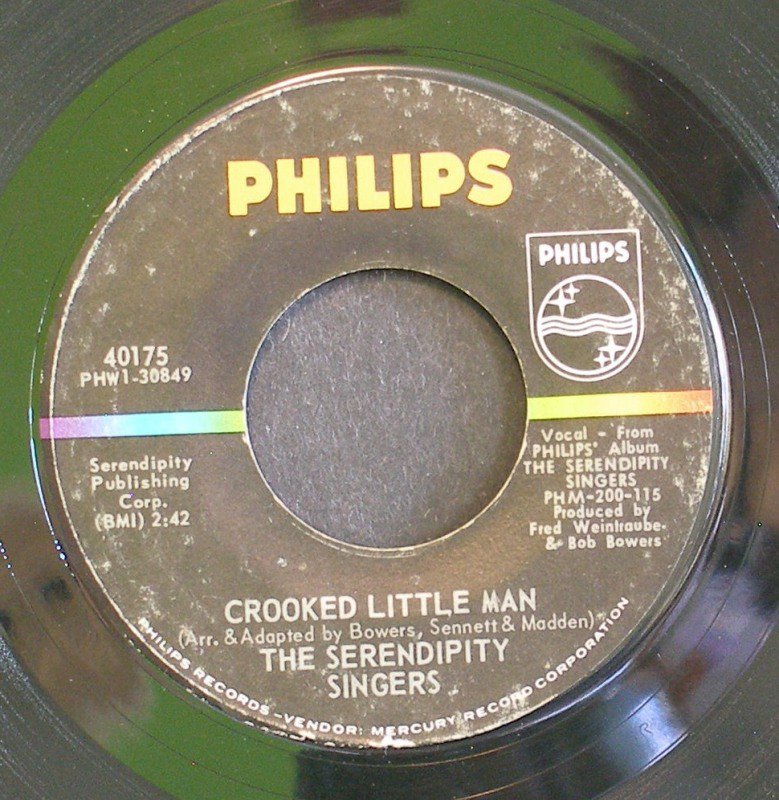 PHILIPS
PHILIPS
40175
PHW1-30849
Serendipity
Publishing
Corp.
(BMI) 2:42
Vocal - From
PHILIPS' Album
THE SERENDIPITY
SINGERS
PHM-200-115
Produced by
Fred Weintraube-
& Bob Bowers
CROOKED LITTLE MAN
(Arr. & Adapted by Bowers, Sennett & Madden)
THE SERENDIPITY
SINGERS
PHILIPS RECORDS -VENDOR: MERCURY RECORD CORPORATION